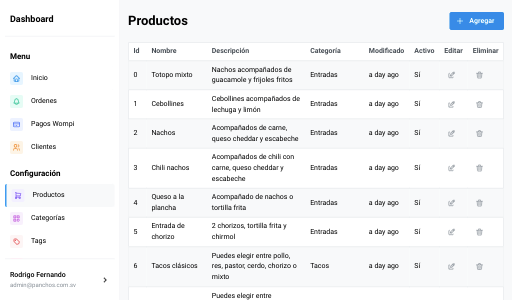 Dashboard
Menu
Inicio
Ordenes
Pagos Wompi
Clientes
Configuración
Productos
Categorías
Tags
Rodrigo Fernando
admin@panchos.com.sv
Productos
+ Agregar
Id Nombre Descripción Categoría Modificado Activo Editar Eliminar
0 Totopo mixto Nachos acompañados de guacamole y frijoles fritos Entradas a day ago Sí
1 Cebollines Cebollines acompañados de lechuga y limón Entradas a day ago Sí
2 Nachos Acompañados de carne, queso cheddar y escabeche Entradas a day ago Sí
3 Chili nachos Acompañados de chili con carne, queso cheddar y escabeche Entradas a day ago Sí
4 Queso a la plancha Acompañado de nachos o tortilla frita Entradas a day ago Sí
5 Entrada de chorizo 2 chorizos, tortilla frita y chirmol Entradas a day ago Sí
6 Tacos clásicos Puedes elegir entre pollo, res, pastor, cerdo, chorizo o mixto Tacos a day ago Sí
Puedes elegir entre